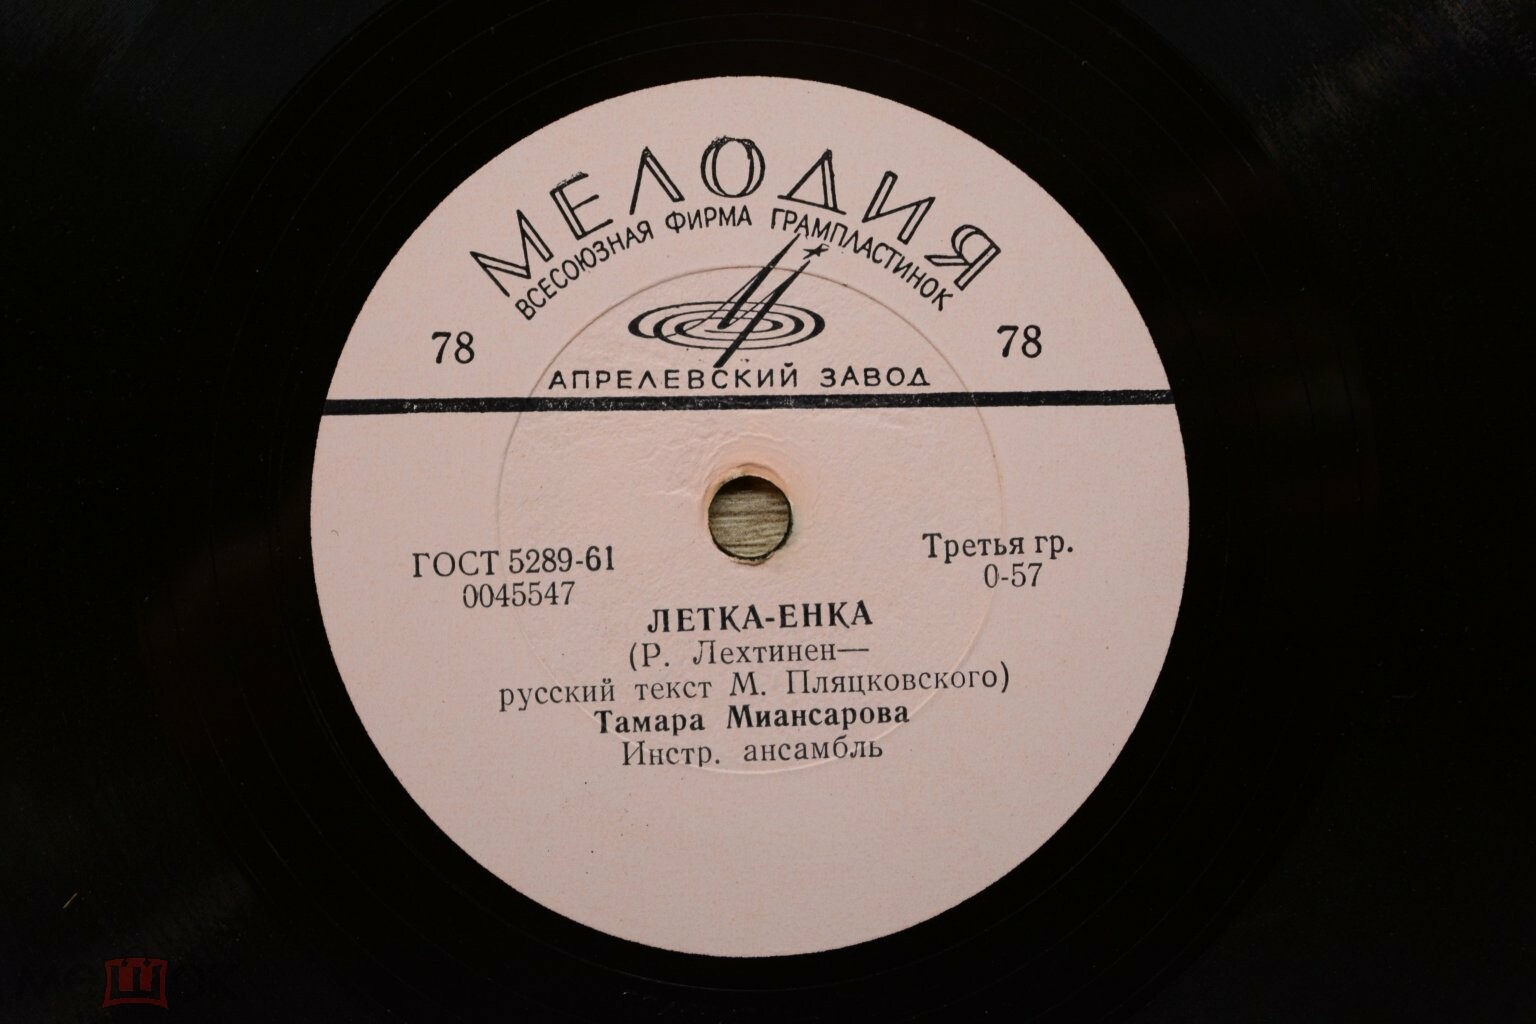 МЕЛОДИЯ
ВСЕСОЮЗНАЯ ФИРМА ГРАМПЛАСТИНОК
78 78
АПРЕЛЕВСКИЙ ЗАВОД
ГОСТ 5289-61 Третья гр.
0045547 0-57
ЛЕТКА-ЕНКА
(Р. Лехтинен—
русский текст М. Пляцковского)
Тамара Миансарова
Инстр. ансамбль
мешок